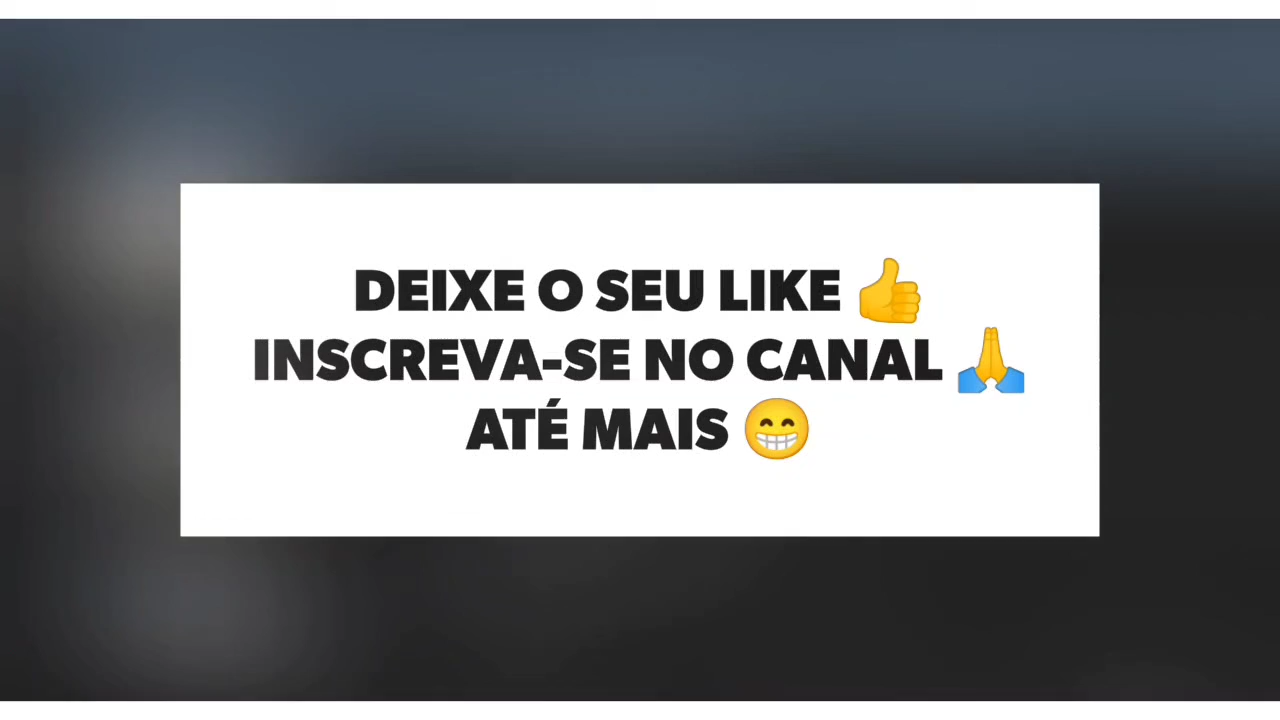 DEIXE O SEU LIKE 👍
INSCREVA-SE NO CANAL 🙏
ATÉ MAIS 😁